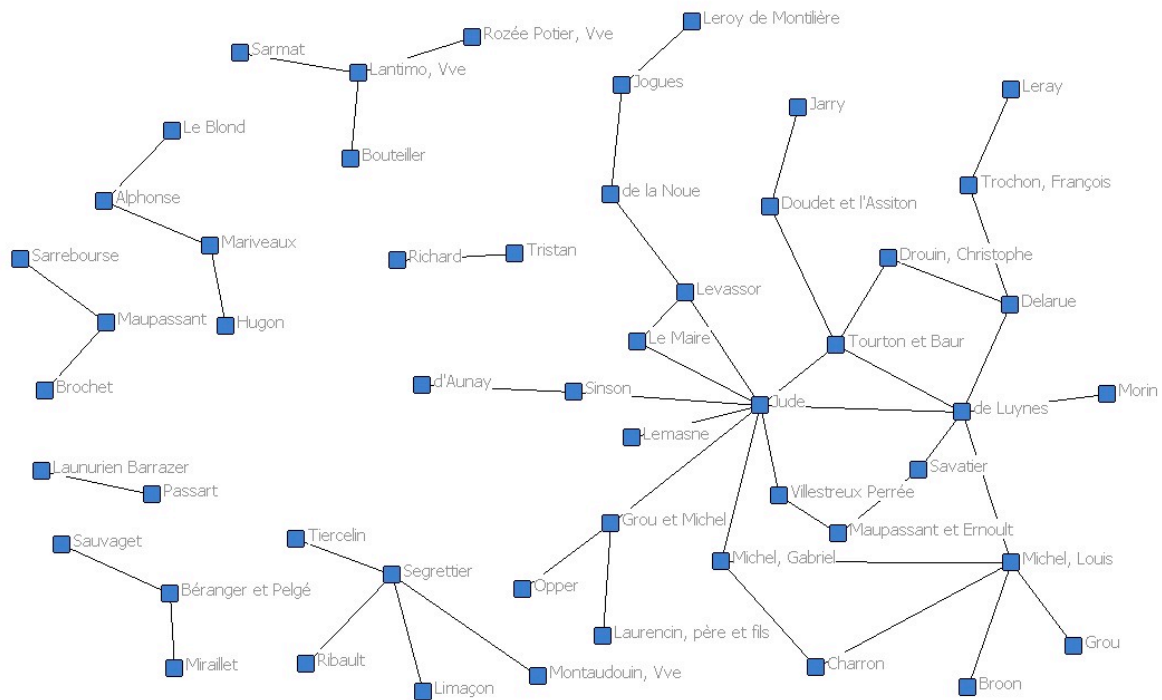 Leroy de Montilière
Rozée Potier, Vve
Sarmat
Lantimo, Vve
Jogues
Leray
Jarry
Le Blond
Bouteiller
Trochon, François
de la Noue
Alphonse
Doudet et l'Assiton
Mariveaux
Tristan
Drouin, Christophe
Sarrebourse
Richard
Levassor
Delarue
Maupassant
Hugon
Le Maire
Tourton et Baur
d'Aunay
Brochet
Sinson
Morin
Jude
de Luynes
Lemasne
Launurien Barrazer
Savatier
Passart
Villestreux Perrée
Grou et Michel
Maupassant et Ernoult
Tiercelin
Sauvaget
Michel, Gabriel
Michel, Louis
Segrettier
Opper
Béranger et Pelgé
Laurencin, père et fils
Grou
Ribault
Miraillet
Charron
Montaudouin, Vve
Broon
Limaçon